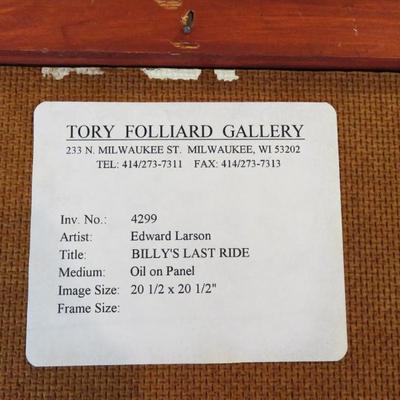 TORY FOLLIARD GALLERY
233 N. MILWAUKEE ST. MILWAUKEE, WI 53202
TEL: 414/273-7311 FAX: 414/273-7313
Inv. No.: 4299
Artist: Edward Larson
Title: BILLY'S LAST RIDE
Medium: Oil on Panel
Image Size: 20 1/2 x 20 1/2"
Frame Size: